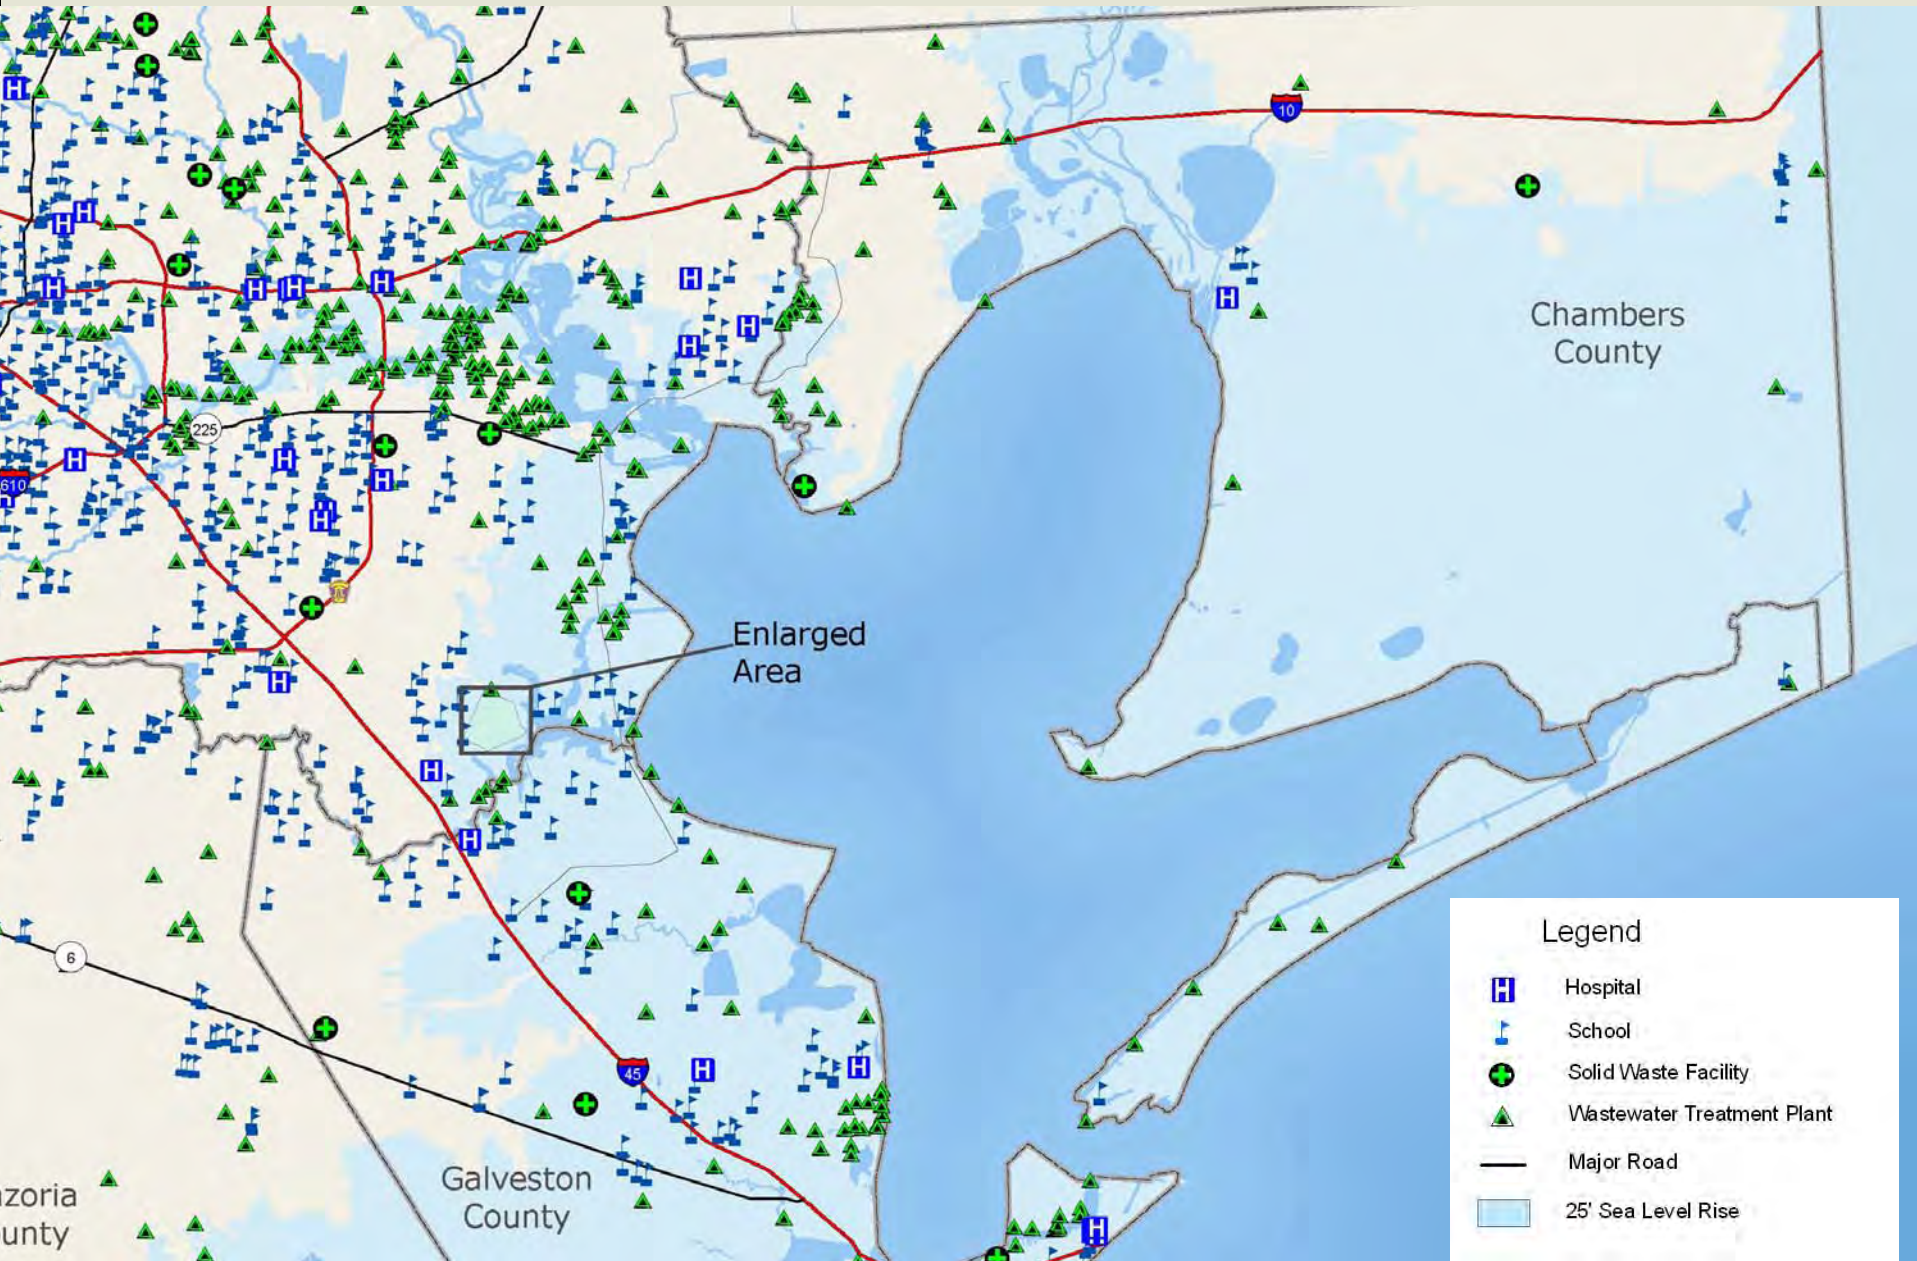 10
Chambers
County
225
610
Enlarged
Area
6
45
Galveston
County
zoria
unty
Legend
H Hospital
School
Solid Waste Facility
Wastewater Treatment Plant
Major Road
25' Sea Level Rise